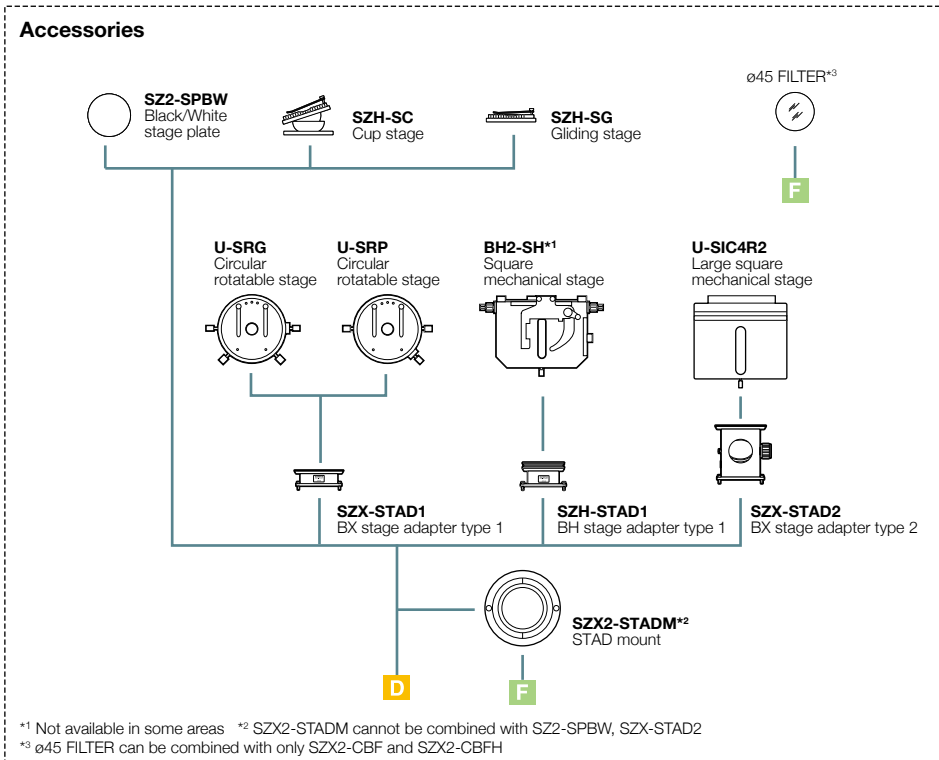 Accessories
SZ2-SPBW
Black/White
stage plate
SZH-SC
Cup stage
SZH-SG
Gliding stage
ø45 FILTER*3
F
U-SRG
Circular
rotatable stage
U-SRP
Circular
rotatable stage
BH2-SH*1
Square
mechanical stage
U-SIC4R2
Large square
mechanical stage
SZX-STAD1
BX stage adapter type 1
SZH-STAD1
BH stage adapter type 1
SZX-STAD2
BX stage adapter type 2
SZX2-STADM*2
STAD mount
D
F
*1 Not available in some areas *2 SZX2-STADM cannot be combined with SZ2-SPBW, SZX-STAD2
*3 ø45 FILTER can be combined with only SZX2-CBF and SZX2-CBFH